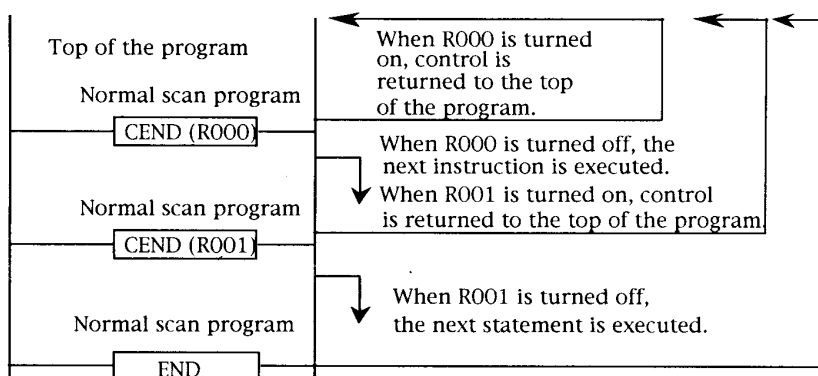 Top of the program
When R000 is turned
on, control is
returned to the top
of the program.
Normal scan program
CEND (R000)
When R000 is turned off, the
next instruction is executed.
When R001 is turned on, control
is returned to the top of the program.
Normal scan program
CEND (R001)
When R001 is turned off,
the next statement is executed.
Normal scan program
END